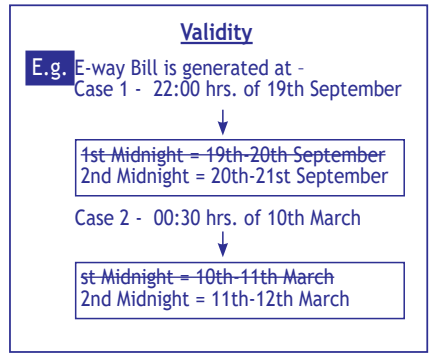 Validity
E.g. E-way Bill is generated at –
Case 1 - 22:00 hrs. of 19th September
1st Midnight = 19th-20th September
2nd Midnight = 20th-21st September
Case 2 - 00:30 hrs. of 10th March
st Midnight = 10th-11th March
2nd Midnight = 11th-12th March